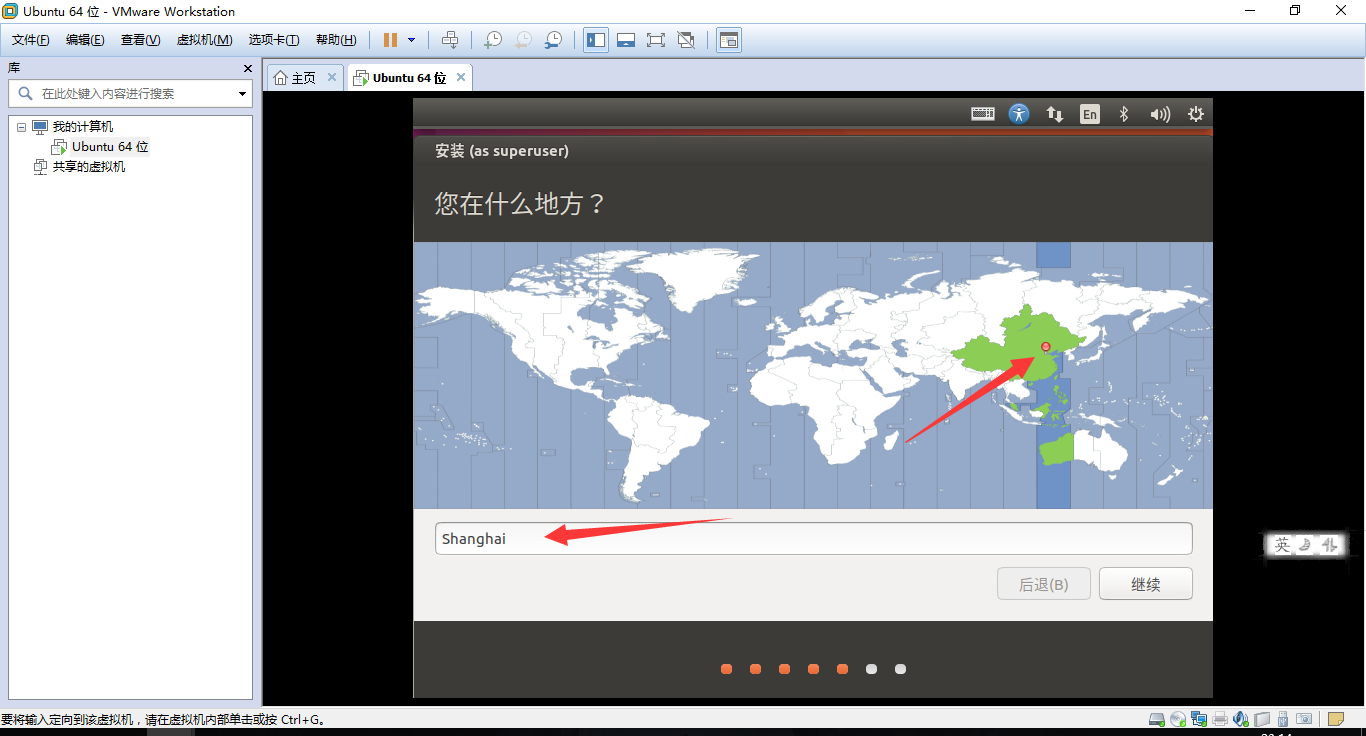 Ubuntu 64 位 - VMware Workstation
文件(F) 编辑(E) 查看(V) 虚拟机(M) 选项卡(T) 帮助(H)
库
主页
Ubuntu 64 位
在此处键入内容进行搜索
我的计算机
Ubuntu 64 位
共享的虚拟机
En
安装 (as superuser)
您在什么地方？
Shanghai
英
后退(B) 继续
要将输入定向到该虚拟机，请在虚拟机内部单击或按 Ctrl+G。